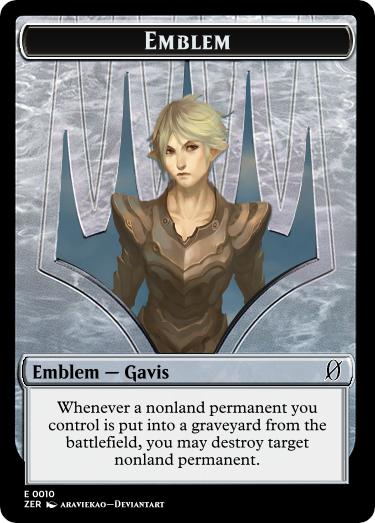 EMBLEM
Emblem — Gavis
Whenever a nonland permanent you
control is put into a graveyard from the
battlefield, you may destroy target
nonland permanent.
E 0010
ZER ARAVIEKAO—DEVIANTART